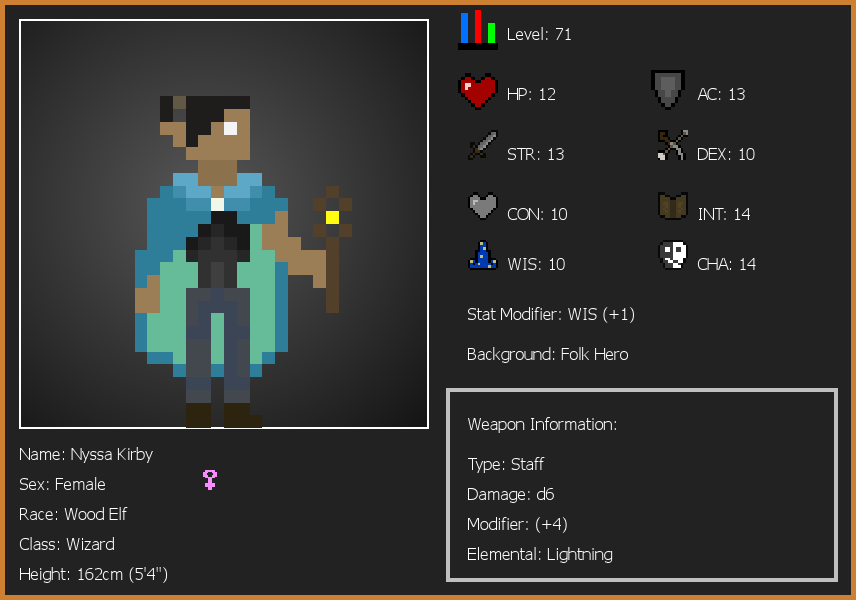 Level: 71
HP: 12
AC: 13
STR: 13
DEX: 10
CON: 10
INT: 14
WIS: 10
CHA: 14
Stat Modifier: WIS (+1)
Background: Folk Hero
Weapon Information:
Type: Staff
Damage: d6
Modifier: (+4)
Elemental: Lightning
Name: Nyssa Kirby
Sex: Female
Race: Wood Elf
Class: Wizard
Height: 162cm (5'4")